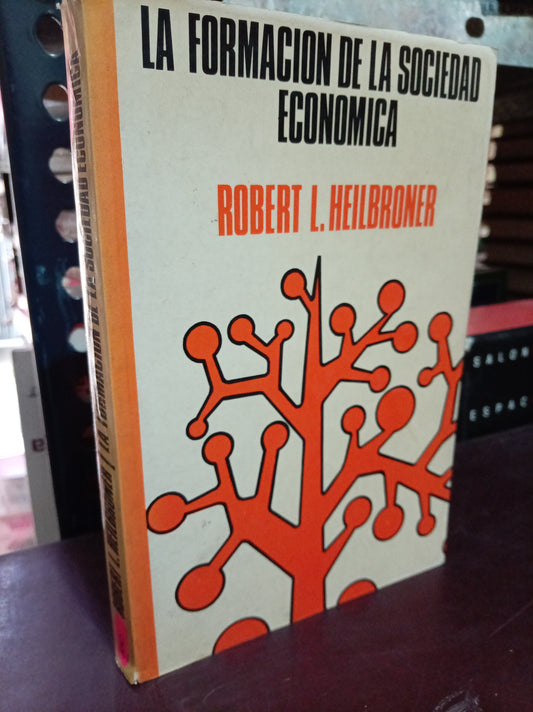 LA FORMACION DE LA SOCIEDAD
ECONOMICA
ROBERT L. HEILBRONER
ROBERT L. HEILBRONER / LA FORMACION DE LA SOCIEDAD ECONOMICA
SALON
ESPAC
a